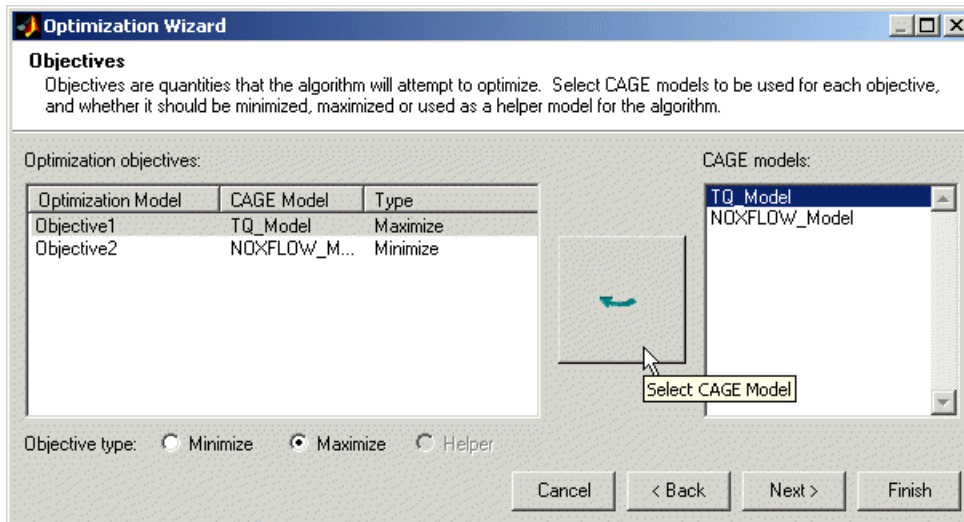 Optimization Wizard
Objectives
Objectives are quantities that the algorithm will attempt to optimize. Select CAGE models to be used for each objective,
and whether it should be minimized, maximized or used as a helper model for the algorithm.
Optimization objectives:
CAGE models:
Optimization Model CAGE Model Type
Objective1 TQ_Model Maximize
Objective2 NOXFLOW_M... Minimize
TQ_Model
NOXFLOW_Model
Select CAGE Model
Objective type: Minimize Maximize Helper
Cancel < Back Next > Finish